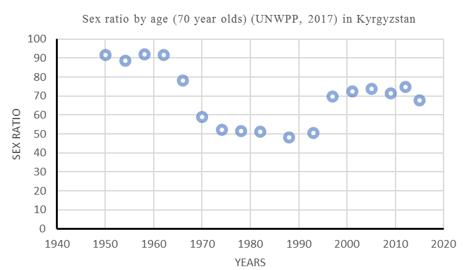 Sex ratio by age (70 year olds) (UNWPP, 2017) in Kyrgyzstan
100
90
80
70
60
50
40
30
20
10
0
SEX RATIO
1940 1950 1960 1970 1980 1990 2000 2010 2020
YEARS